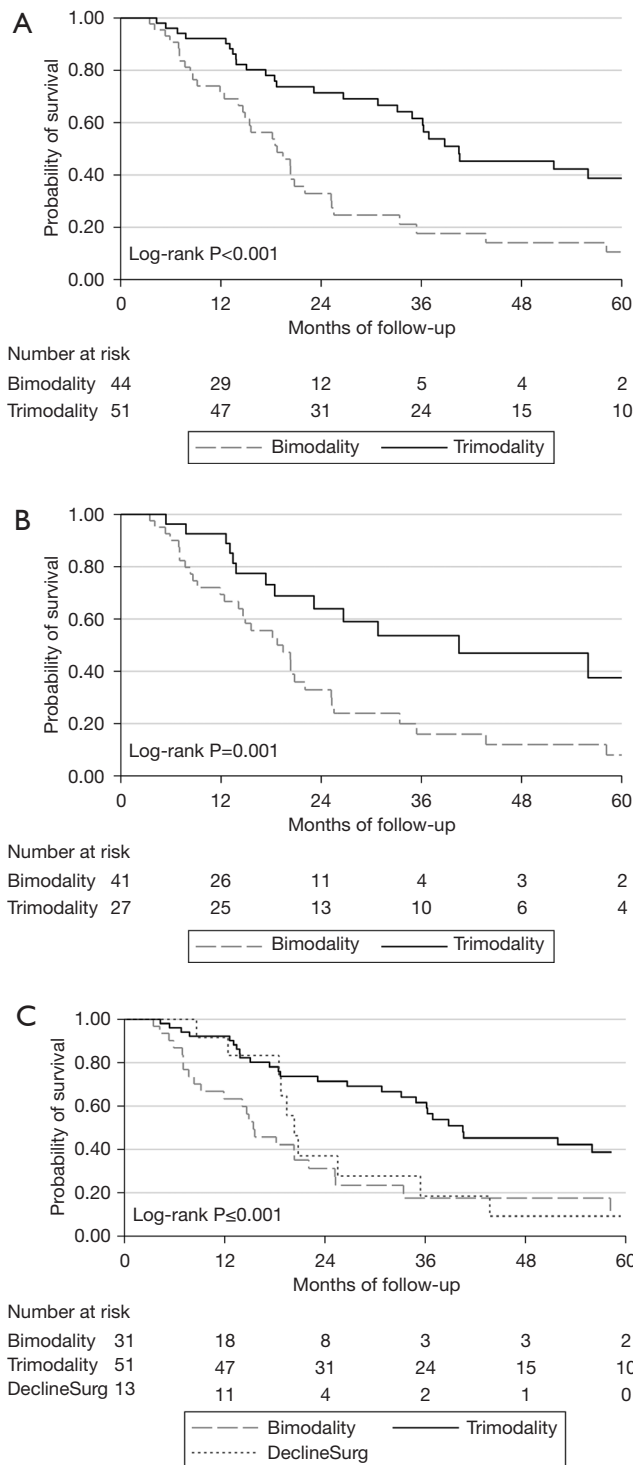 A
Probability of survival
1.00
0.80
0.60
0.40
0.20
0.00
Log-rank P<0.001
0 12 24 36 48 60
Months of follow-up
Number at risk
Bimodality 44 29 12 5 4 2
Trimodality 51 47 31 24 15 10
Bimodality Trimodality
B
Probability of survival
1.00
0.80
0.60
0.40
0.20
0.00
Log-rank P=0.001
0 12 24 36 48 60
Months of follow-up
Number at risk
Bimodality 41 26 11 4 3 2
Trimodality 27 25 13 10 6 4
Bimodality Trimodality
C
Probability of survival
1.00
0.80
0.60
0.40
0.20
0.00
Log-rank P≤0.001
0 12 24 36 48 60
Months of follow-up
Number at risk
Bimodality 31 18 8 3 3 2
Trimodality 51 47 31 24 15 10
DeclineSurg 13 11 4 2 1 0
Bimodality Trimodality
DeclineSurg